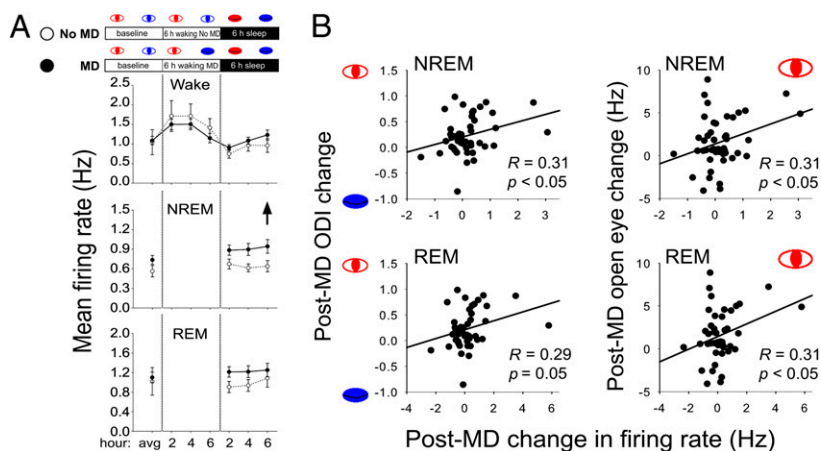 A
No MD
baseline 6 h waking No MD 6 h sleep
MD
baseline 6 h waking MD 6 h sleep
Mean firing rate (Hz)
Wake
2.5
2.0
1.5
1.0
0.5
0.0
NREM
1.5
1.2
0.9
0.6
0.3
0.0
REM
2.0
1.6
1.2
0.8
0.4
0.0
hour: avg 2 4 6 2 4 6
B
Post-MD ODI change
NREM
1.5
1.0
0.5
0.0
-0.5
-1.0
R = 0.31
p < 0.05
-2 -1 0 1 2 3
Post-MD open eye change (Hz)
NREM
10
5
0
-5
R = 0.31
p < 0.05
-2 -1 0 1 2 3
REM
1.5
1.0
0.5
0.0
-0.5
-1.0
R = 0.29
p = 0.05
-4 -2 0 2 4 6
REM
10
5
0
-5
R = 0.31
p < 0.05
-4 -2 0 2 4 6
Post-MD change in firing rate (Hz)